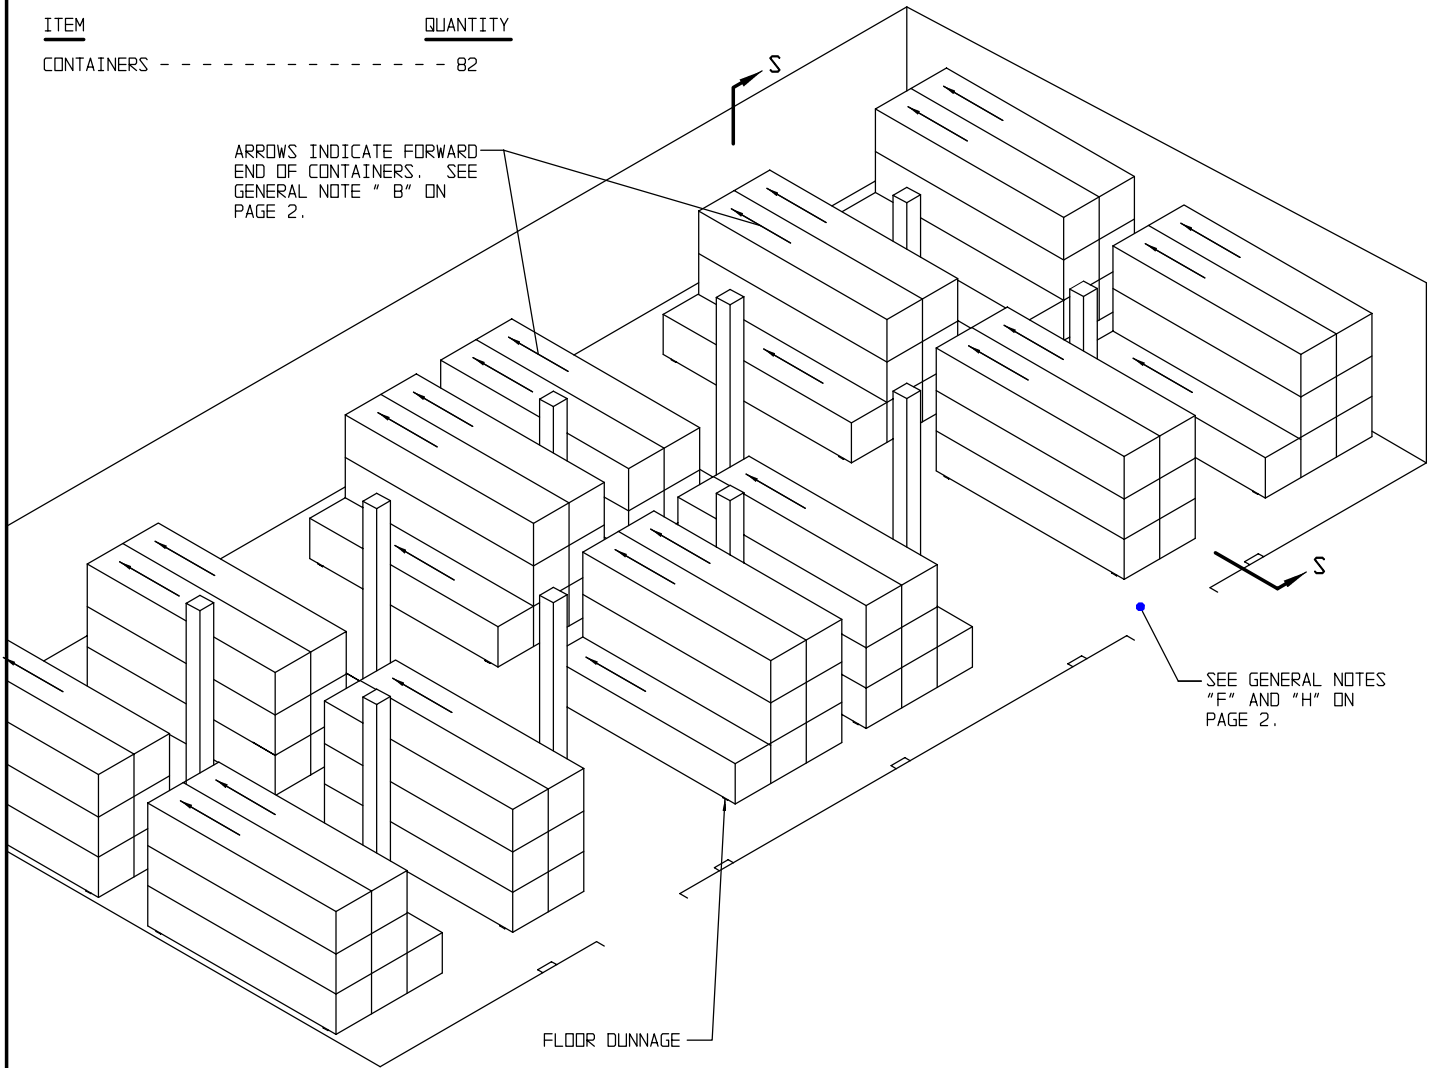 ITEM QUANTITY
CONTAINERS - - - - - - - - - - - - - - 82
S
ARROWS INDICATE FORWARD
END OF CONTAINERS. SEE
GENERAL NOTE " B" ON
PAGE 2.
S
SEE GENERAL NOTES
"F" AND "H" ON
PAGE 2.
FLOOR DUNNAGE